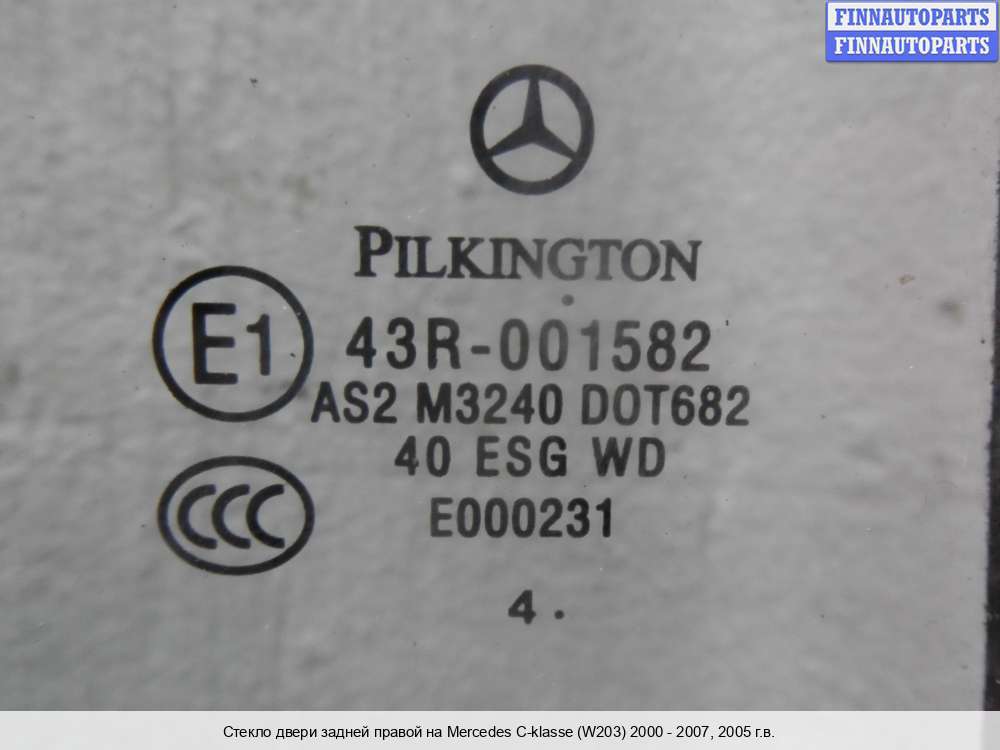 FINNAUTOPARTS
FINNAUTOPARTS
PILKINGTON
E1
43R-001582
AS2 M3240 DOT682
40 ESG WD
CCC
E000231
4 .
Стекло двери задней правой на Mercedes C-klasse (W203) 2000 - 2007, 2005 г.в.